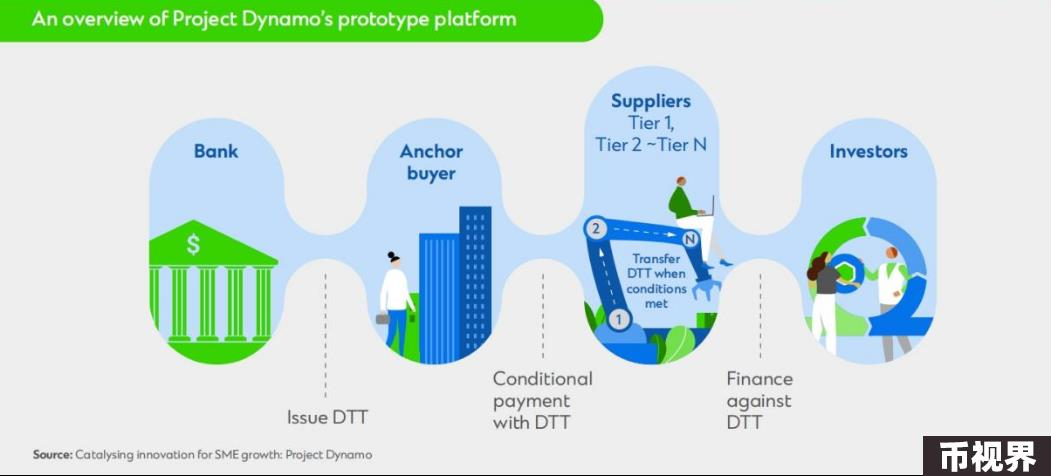 An overview of Project Dynamo's prototype platform
Bank
$
Anchor
buyer
Suppliers
Tier 1,
Tier 2 ~Tier N
2
N
Transfer
DTT when
conditions
met
1
Investors
Issue DTT
Conditional
payment
with DTT
Finance
against
DTT
Source: Catalysing innovation for SME growth: Project Dynamo
币视界